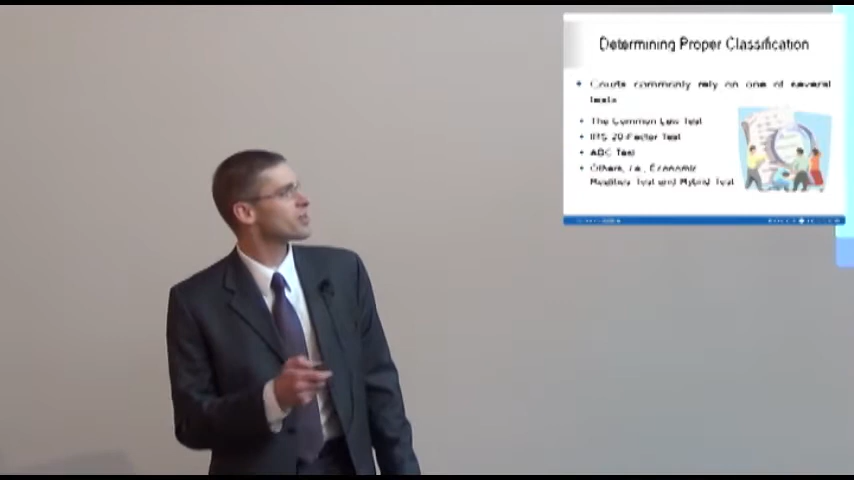 Determining Proper Classification
Courts commonly rely on one of several
tests
The Common Law Test
IRS 20-Factor Test
ABC Test
Others, i.e., Economic
Realities Test and Hybrid Test